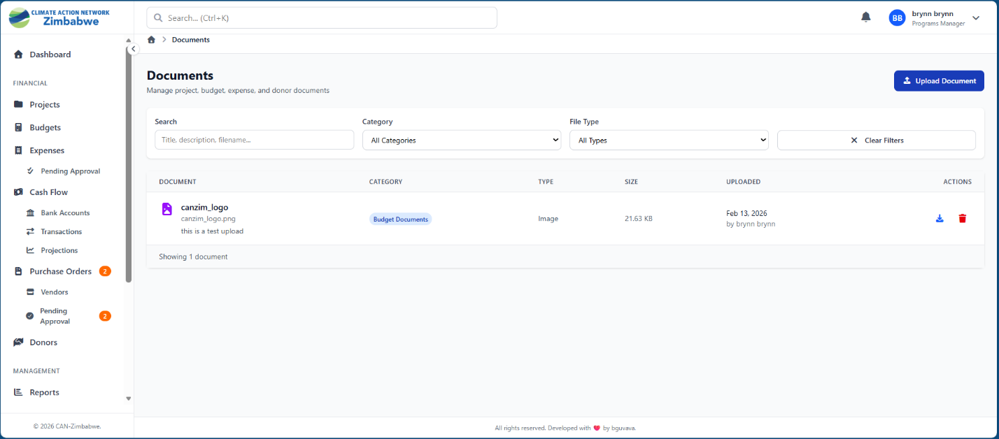 CLIMATE ACTION NETWORK
Zimbabwe
Search... (Ctrl+K)
BB
brynn brynn
Programs Manager
Documents
Dashboard
FINANCIAL
Projects
Budgets
Expenses
Pending Approval
Cash Flow
Bank Accounts
Transactions
Projections
Purchase Orders 2
Vendors
Pending
Approval
2
Donors
MANAGEMENT
Reports
© 2026 CAN-Zimbabwe.
Documents
Manage project, budget, expense, and donor documents
Upload Document
Search Category File Type
Title, description, filename... All Categories All Types Clear Filters
DOCUMENT CATEGORY TYPE SIZE UPLOADED ACTIONS
canzim_logo
canzim_logo.png
this is a test upload
Budget Documents
Image
21.63 KB
Feb 13, 2026
by brynn brynn
Showing 1 document
All rights reserved. Developed with ❤ by bguvava.